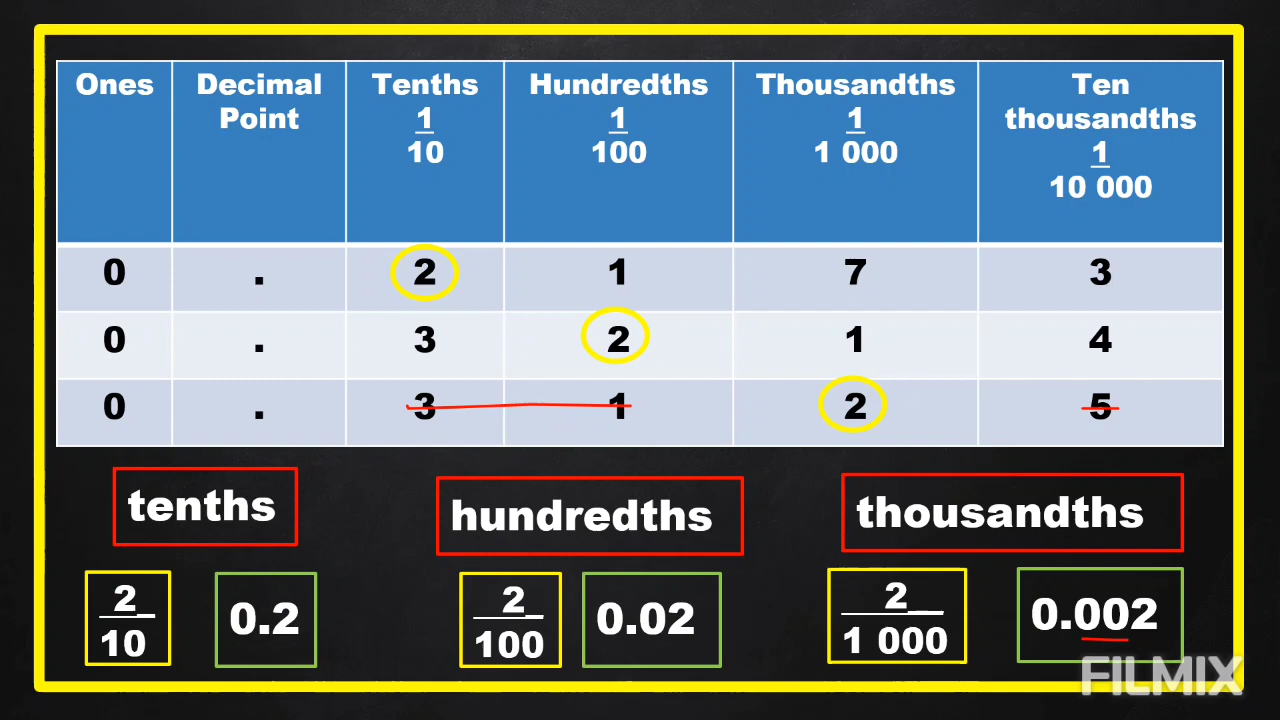 Ones Decimal Point Tenths 1/10 Hundredths 1/100 Thousandths 1/1 000 Ten thousandths 1/10 000
0 . 2 1 7 3
0 . 3 2 1 4
0 . 3 1 2 5
tenths hundredths thousandths
2/10 0.2 2/100 0.02 2/1 000 0.002
FILMIX